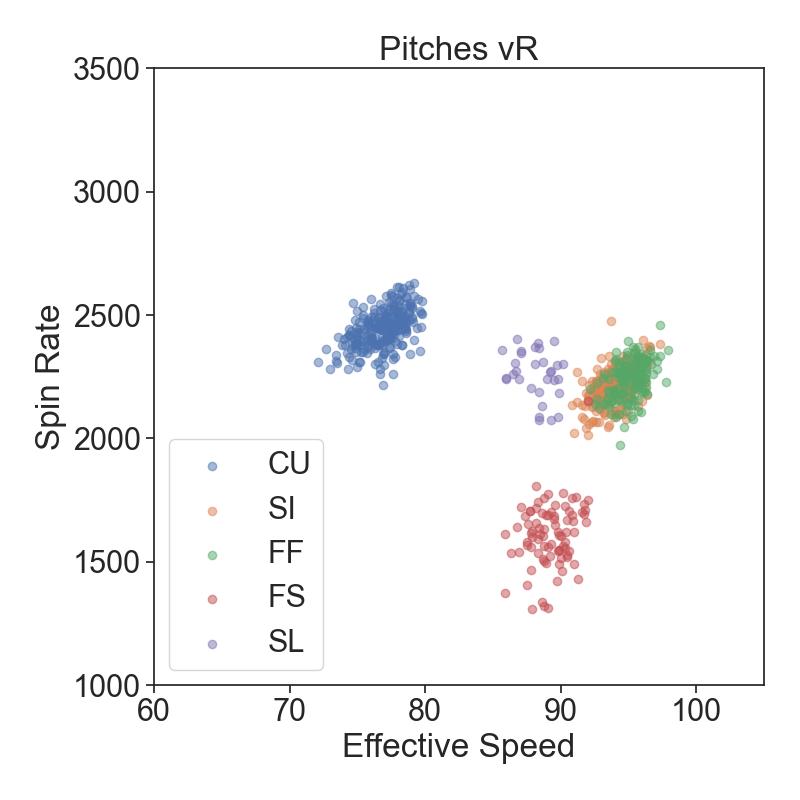 Pitches vR
3500
3000
2500
2000
1500
1000
Spin Rate
CU
SI
FF
FS
SL
60 70 80 90 100
Effective Speed